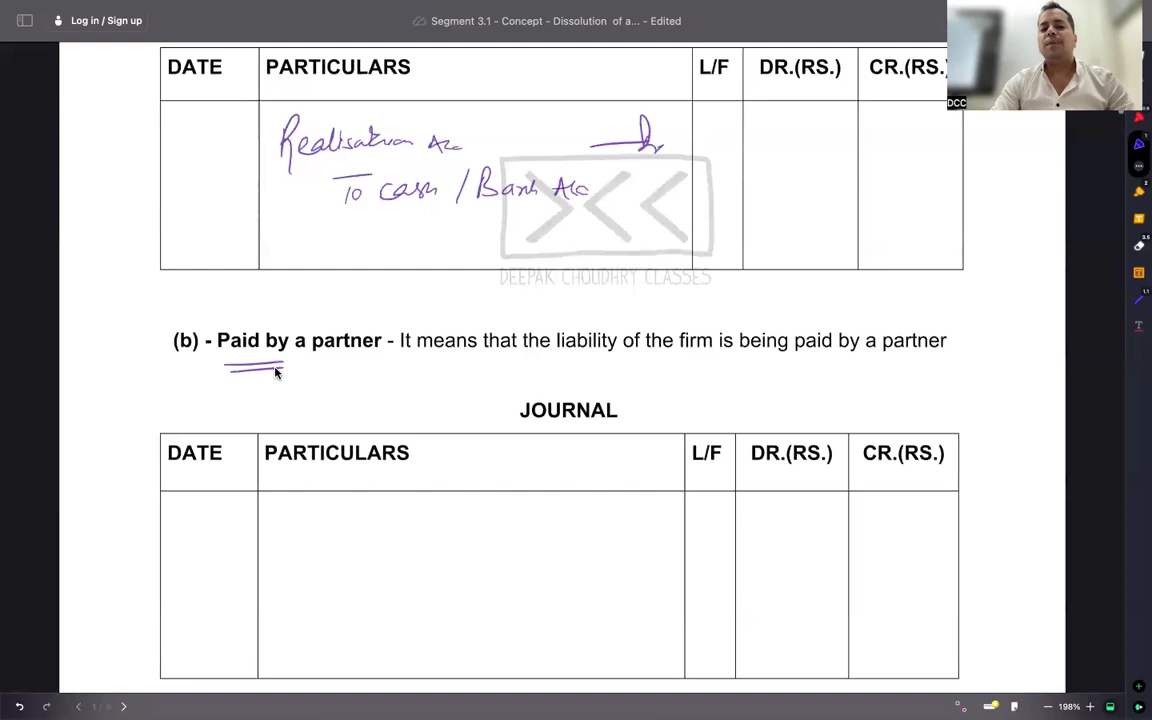 Log in / Sign up
Segment 3.1 - Concept - Dissolution of a... - Edited
DCC
DATE PARTICULARS L/F DR.(RS.) CR.(RS.)
Realisation A/c Dr
To cash / Bank A/c
DEEPAK CHOUDHRY CLASSES
(b) - Paid by a partner - It means that the liability of the firm is being paid by a partner
JOURNAL
DATE PARTICULARS L/F DR.(RS.) CR.(RS.)
1 / 6
198%